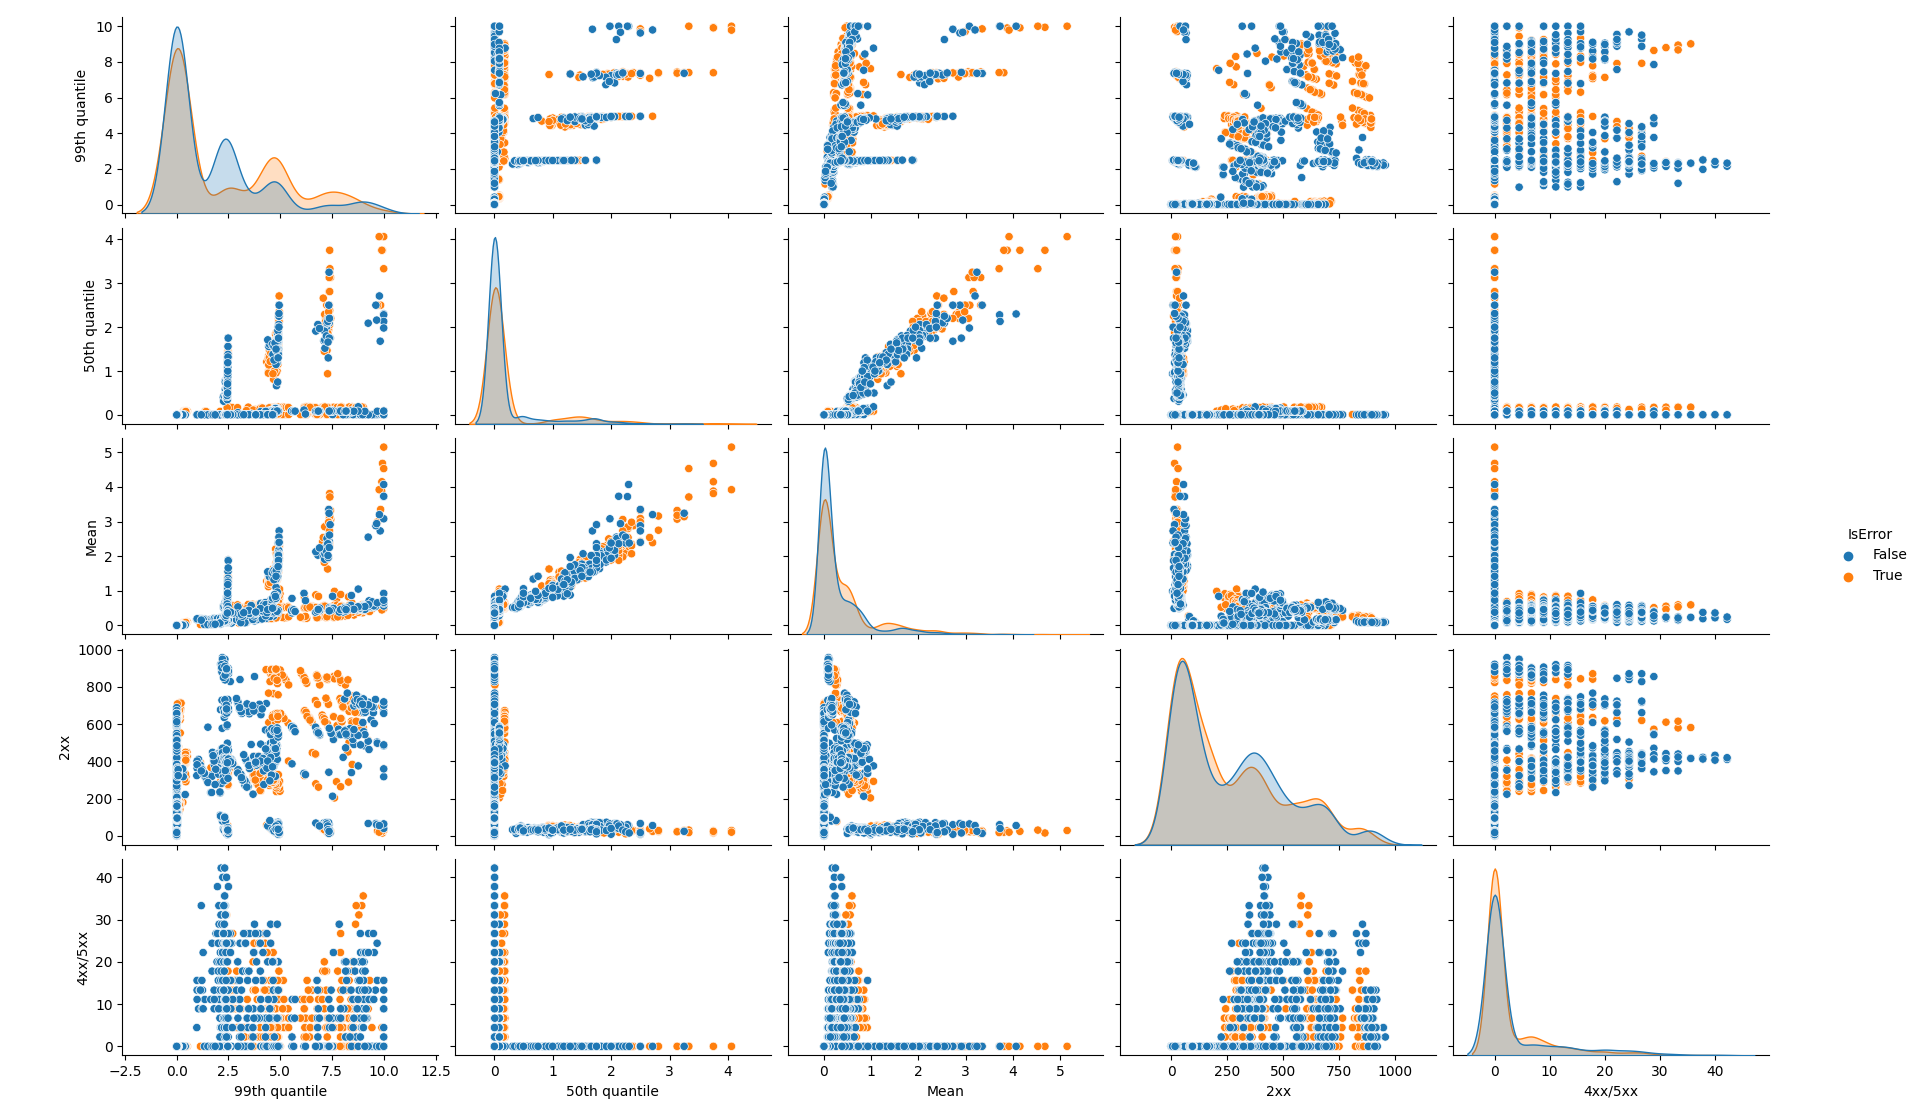 99th quantile
10
8
6
4
2
0
50th quantile
4
3
2
1
0
Mean
5
4
3
2
1
0
IsError
False
True
2xx
1000
800
600
400
200
0
4xx/5xx
40
30
20
10
0
−2.5 0.0 2.5 5.0 7.5 10.0 12.5 0 1 2 3 4 0 1 2 3 4 5 0 250 500 750 1000 0 10 20 30 40
99th quantile 50th quantile Mean 2xx 4xx/5xx